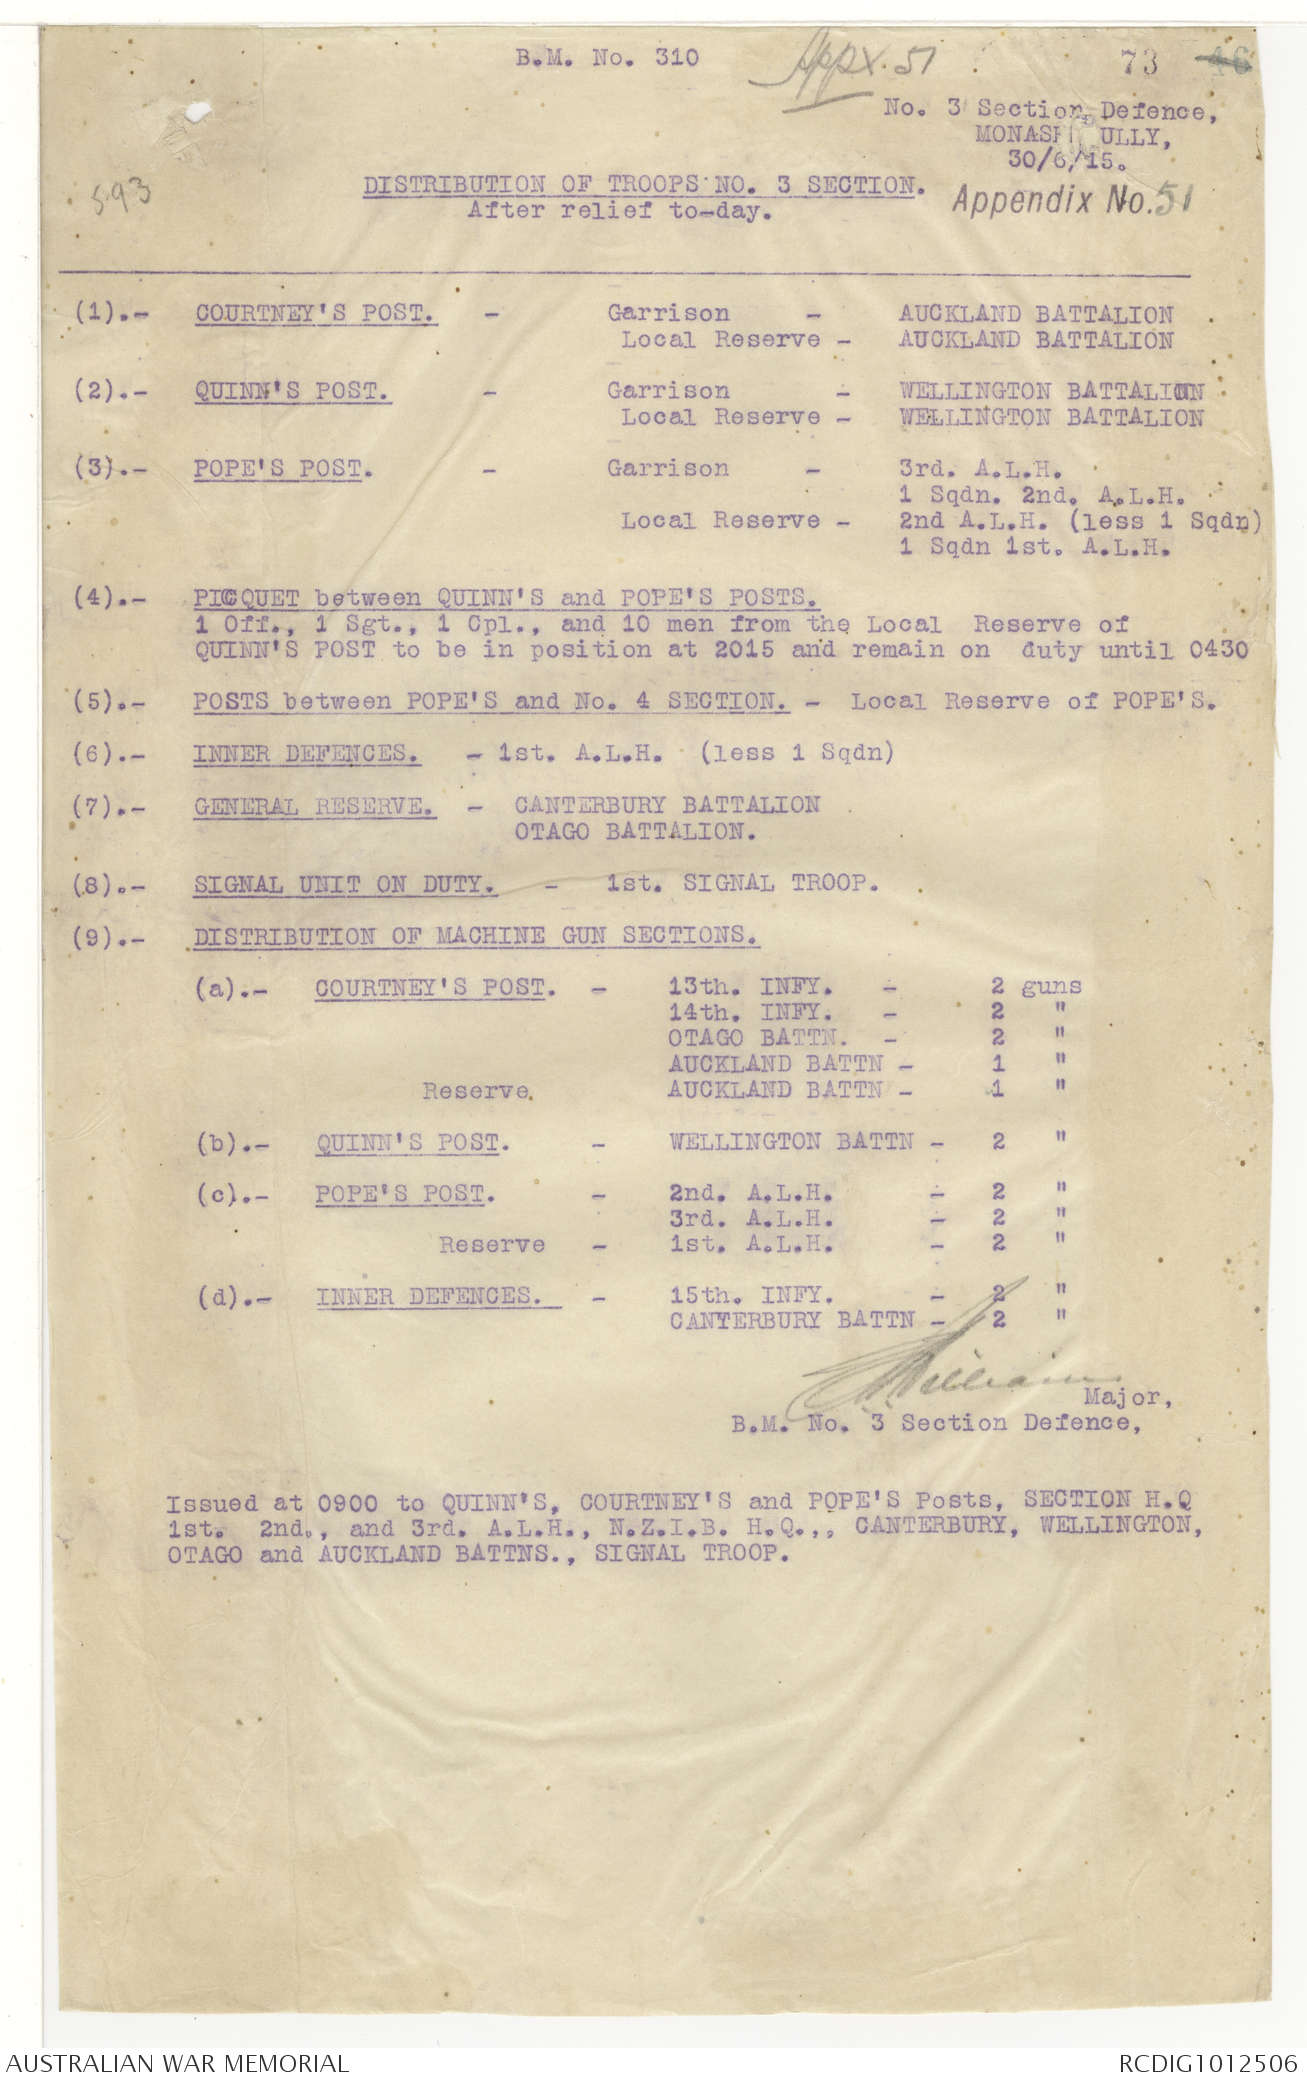 B.M. No. 310
Appx. 51
73
No. 3 Section Defence,
MONASH GULLY,
30/6/15.
593
DISTRIBUTION OF TROOPS NO. 3 SECTION.
After relief to-day.
Appendix No. 51
(1).- COURTNEY'S POST. - Garrison - AUCKLAND BATTALION
Local Reserve - AUCKLAND BATTALION
(2).- QUINN'S POST. - Garrison - WELLINGTON BATTALION
Local Reserve - WELLINGTON BATTALION
(3).- POPE'S POST. - Garrison - 3rd. A.L.H.
1 Sqdn. 2nd. A.L.H.
Local Reserve - 2nd A.L.H. (less 1 Sqdn)
1 Sqdn 1st. A.L.H.
(4).- PICQUET between QUINN'S and POPE'S POSTS.
1 Off., 1 Sgt., 1 Cpl., and 10 men from the Local Reserve of
QUINN'S POST to be in position at 2015 and remain on duty until 0430
(5).- POSTS between POPE'S and No. 4 SECTION. - Local Reserve of POPE'S.
(6).- INNER DEFENCES. - 1st. A.L.H. (less 1 Sqdn)
(7).- GENERAL RESERVE. - CANTERBURY BATTALION
OTAGO BATTALION.
(8).- SIGNAL UNIT ON DUTY. - 1st. SIGNAL TROOP.
(9).- DISTRIBUTION OF MACHINE GUN SECTIONS.
(a).- COURTNEY'S POST. - 13th. INFY. - 2 guns
14th. INFY. - 2 "
OTAGO BATTN. - 2 "
AUCKLAND BATTN - 1 "
Reserve. AUCKLAND BATTN - 1 "
(b).- QUINN'S POST. - WELLINGTON BATTN - 2 "
(c).- POPE'S POST. - 2nd. A.L.H. - 2 "
3rd. A.L.H. - 2 "
Reserve - 1st. A.L.H. - 2 "
(d).- INNER DEFENCES. - 15th. INFY. - 2 "
CANTERBURY BATTN - 2 "
Major,
B.M. No. 3 Section Defence,
Issued at 0900 to QUINN'S, COURTNEY'S and POPE'S Posts, SECTION H.Q
1st. 2nd., and 3rd. A.L.H., N.Z.I.B. H.Q.,, CANTERBURY, WELLINGTON,
OTAGO and AUCKLAND BATTNS., SIGNAL TROOP.
AUSTRALIAN WAR MEMORIAL
RCDIG1012506